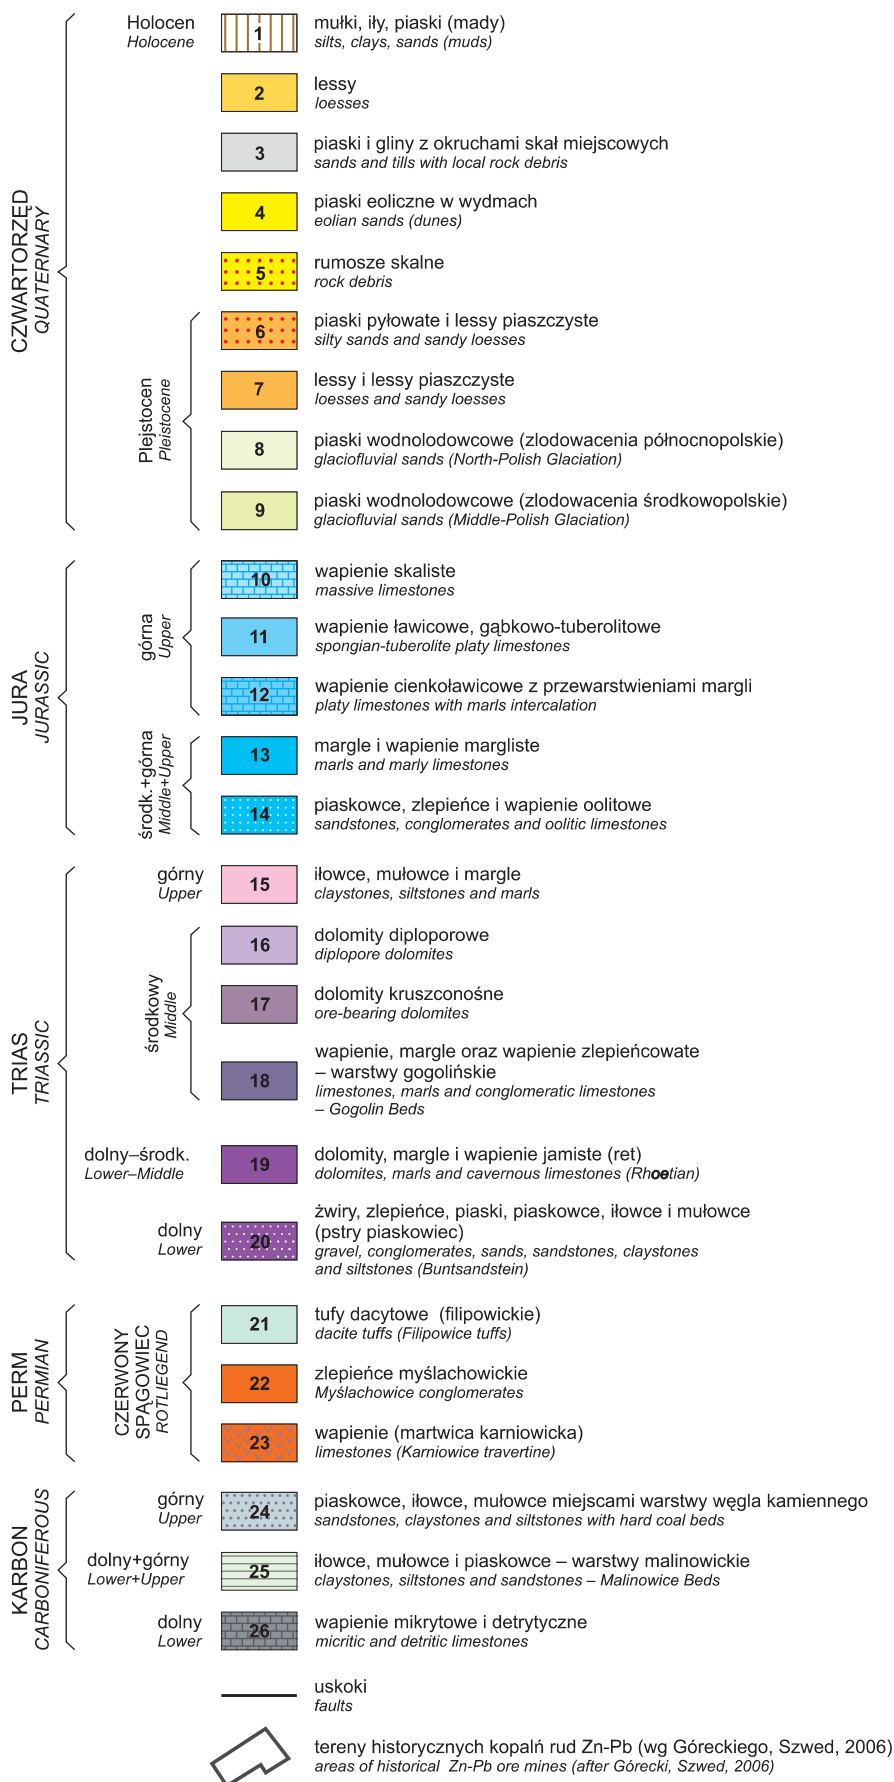 CZWARTORZĘD
QUATERNARY
Holocen
Holocene
1
mułki, iły, piaski (mady)
silts, clays, sands (muds)
2
lessy
loesses
3
piaski i gliny z okruchami skał miejscowych
sands and tills with local rock debris
4
piaski eoliczne w wydmach
eolian sands (dunes)
5
rumosze skalne
rock debris
Plejstocen
Pleistocene
6
piaski pyłowate i lessy piaszczyste
silty sands and sandy loesses
7
lessy i lessy piaszczyste
loesses and sandy loesses
8
piaski wodnolodowcowe (zlodowacenia północnopolskie)
glaciofluvial sands (North-Polish Glaciation)
9
piaski wodnolodowcowe (zlodowacenia środkowopolskie)
glaciofluvial sands (Middle-Polish Glaciation)
JURA
JURASSIC
górna
Upper
10
wapienie skaliste
massive limestones
11
wapienie ławicowe, gąbkowo-tuberolitowe
spongian-tuberolite platy limestones
12
wapienie cienkoławicowe z przewarstwieniami margli
platy limestones with marls intercalation
środk.+górna
Middle+Upper
13
margle i wapienie margliste
marls and marly limestones
14
piaskowce, zlepieńce i wapienie oolitowe
sandstones, conglomerates and oolitic limestones
TRIAS
TRIASSIC
górny
Upper
15
iłowce, mułowce i margle
claystones, siltstones and marls
środkowy
Middle
16
dolomity diploporowe
diplopore dolomites
17
dolomity kruszconośne
ore-bearing dolomites
18
wapienie, margle oraz wapienie zlepieńcowate
– warstwy gogolińskie
limestones, marls and conglomeratic limestones
– Gogolin Beds
dolny–środk.
Lower–Middle
19
dolomity, margle i wapienie jamiste (ret)
dolomites, marls and cavernous limestones (Rhoetian)
dolny
Lower
20
żwiry, zlepieńce, piaski, piaskowce, iłowce i mułowce
(pstry piaskowiec)
gravel, conglomerates, sands, sandstones, claystones
and siltstones (Buntsandstein)
PERM
PERMIAN
CZERWONY
SPĄGOWIEC
ROTLIEGEND
21
tufy dacytowe (filipowickie)
dacite tuffs (Filipowice tuffs)
22
zlepieńce myślachowickie
Myślachowice conglomerates
23
wapienie (martwica karniowicka)
limestones (Karniowice travertine)
KARBON
CARBONIFEROUS
górny
Upper
24
piaskowce, iłowce, mułowce miejscami warstwy węgla kamiennego
sandstones, claystones and siltstones with hard coal beds
dolny+górny
Lower+Upper
25
iłowce, mułowce i piaskowce – warstwy malinowickie
claystones, siltstones and sandstones – Malinowice Beds
dolny
Lower
26
wapienie mikrytowe i detrytyczne
micritic and detritic limestones
uskoki
faults
tereny historycznych kopalń rud Zn-Pb (wg Góreckiego, Szwed, 2006)
areas of historical Zn-Pb ore mines (after Górecki, Szwed, 2006)